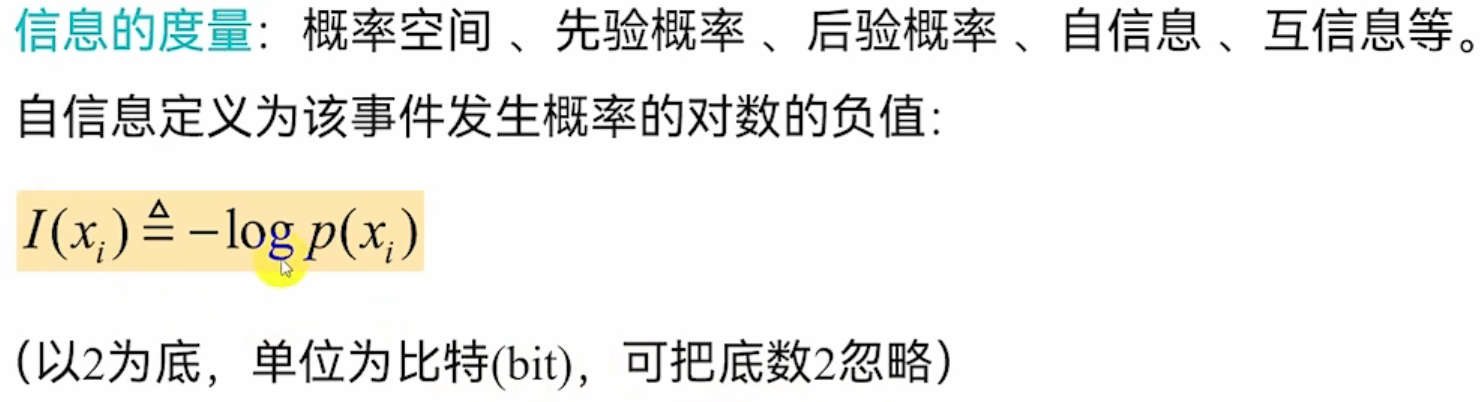 信息的度量：概率空间 、先验概率 、后验概率 、自信息 、互信息等。
自信息定义为该事件发生概率的对数的负值：
I(xᵢ) ≜ −log p(xᵢ)
（以2为底，单位为比特(bit)，可把底数2忽略）